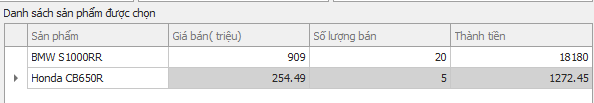 Danh sách sản phẩm được chọn
Sản phẩm Giá bán( triệu) Số lượng bán Thành tiền
BMW S1000RR 909 20 18180
Honda CB650R 254.49 5 1272.45